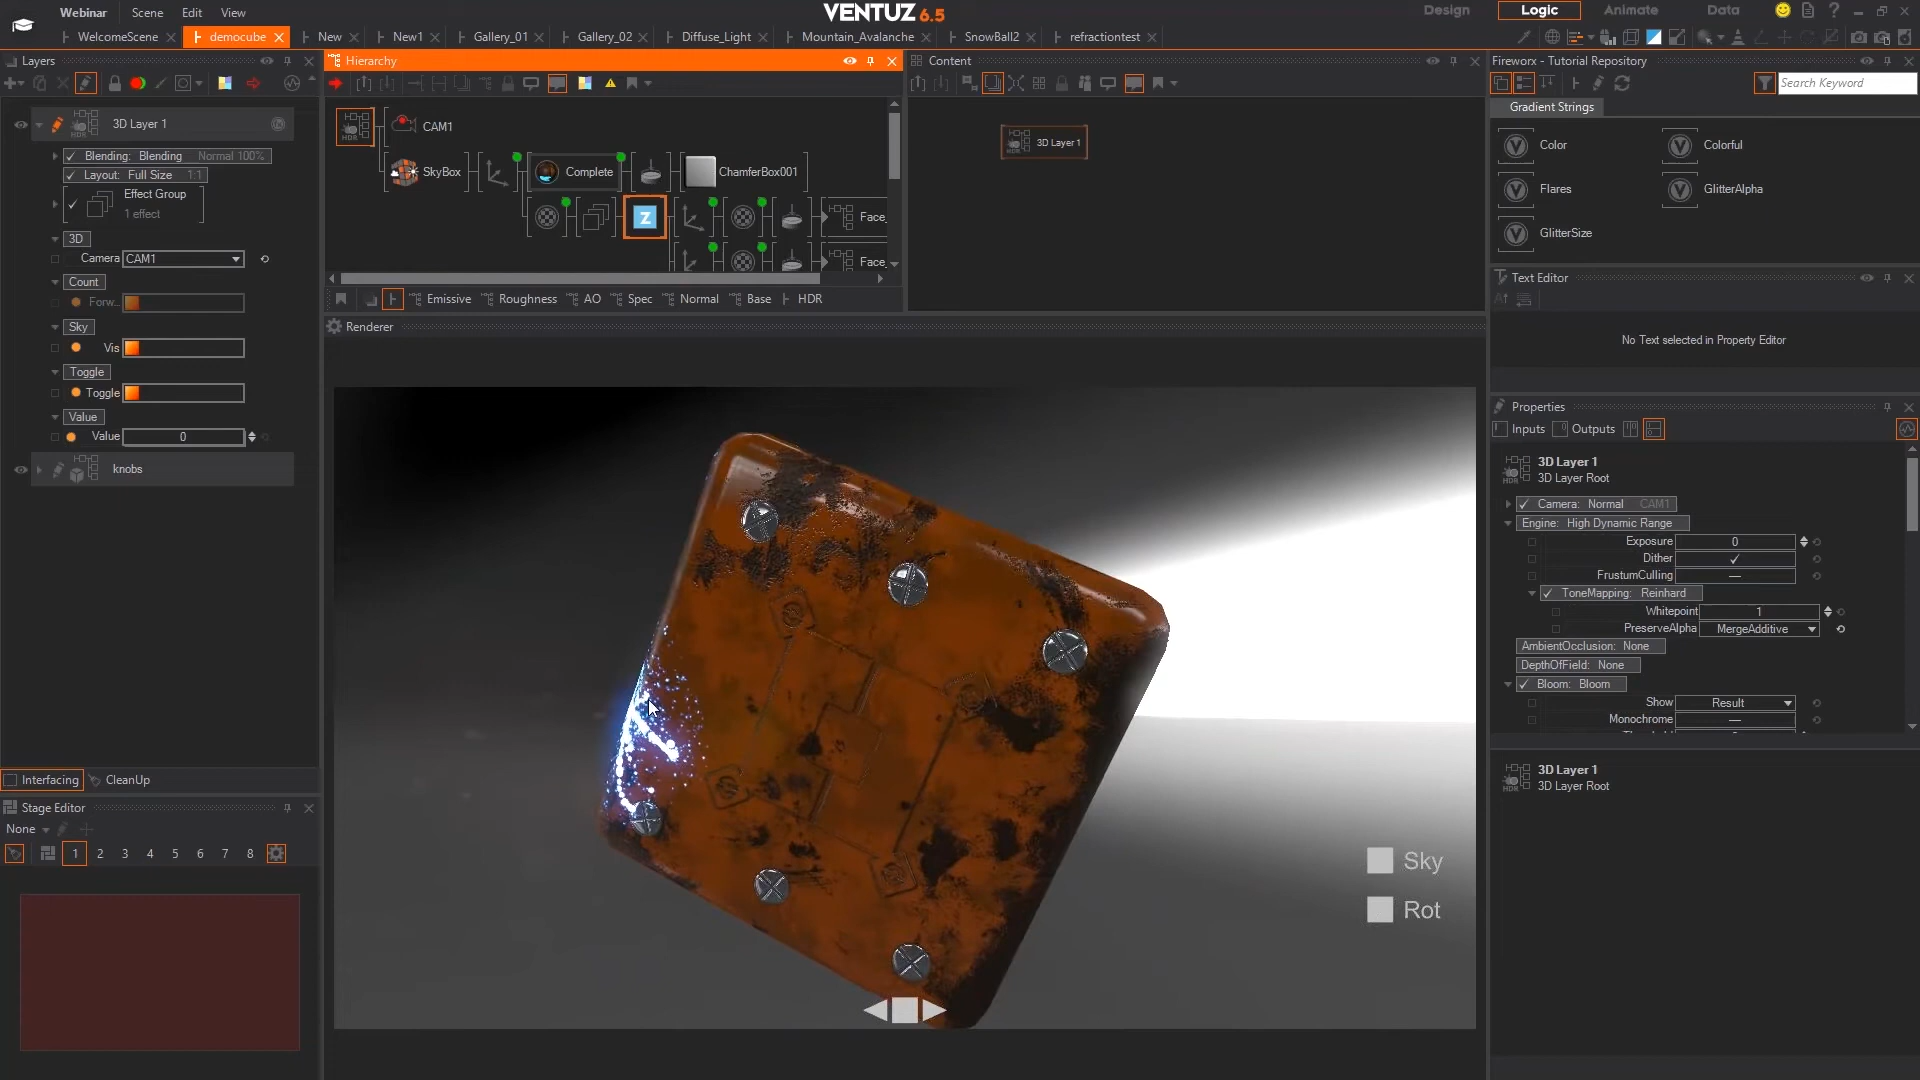 Webinar Scene Edit View VENTUZ 6.5 Design Logic Animate Data ?
WelcomeScene democube New New1 Gallery_01 Gallery_02 Diffuse_Light Mountain_Avalanche SnowBall2 refractiontest
Layers
3D Layer 1
Blending: Blending Normal 100%
Layout: Full Size 1:1
Effect Group
1 effect
3D
Camera CAM1
Count
Forw...
Sky
Vis
Toggle
Toggle
Value
Value 0
knobs
Interfacing CleanUp
Stage Editor
None
1 2 3 4 5 6 7 8
Hierarchy
HDR
CAM1
SkyBox Complete ChamferBox001
Z Face_
Face_
Emissive Roughness AO Spec Normal Base HDR
Content
HDR 3D Layer 1
Renderer
Sky
Rot
Fireworx - Tutorial Repository
Search Keyword
Gradient Strings
Color Colorful
Flares GlitterAlpha
GlitterSize
Text Editor
No Text selected in Property Editor
Properties
Inputs Outputs
3D Layer 1
3D Layer Root
Camera: Normal CAM1
Engine: High Dynamic Range
Exposure 0
Dither
FrustumCulling
ToneMapping: Reinhard
Whitepoint 1
PreserveAlpha MergeAdditive
AmbientOcclusion: None
DepthOfField: None
Bloom: Bloom
Show Result
Monochrome
3D Layer 1
3D Layer Root